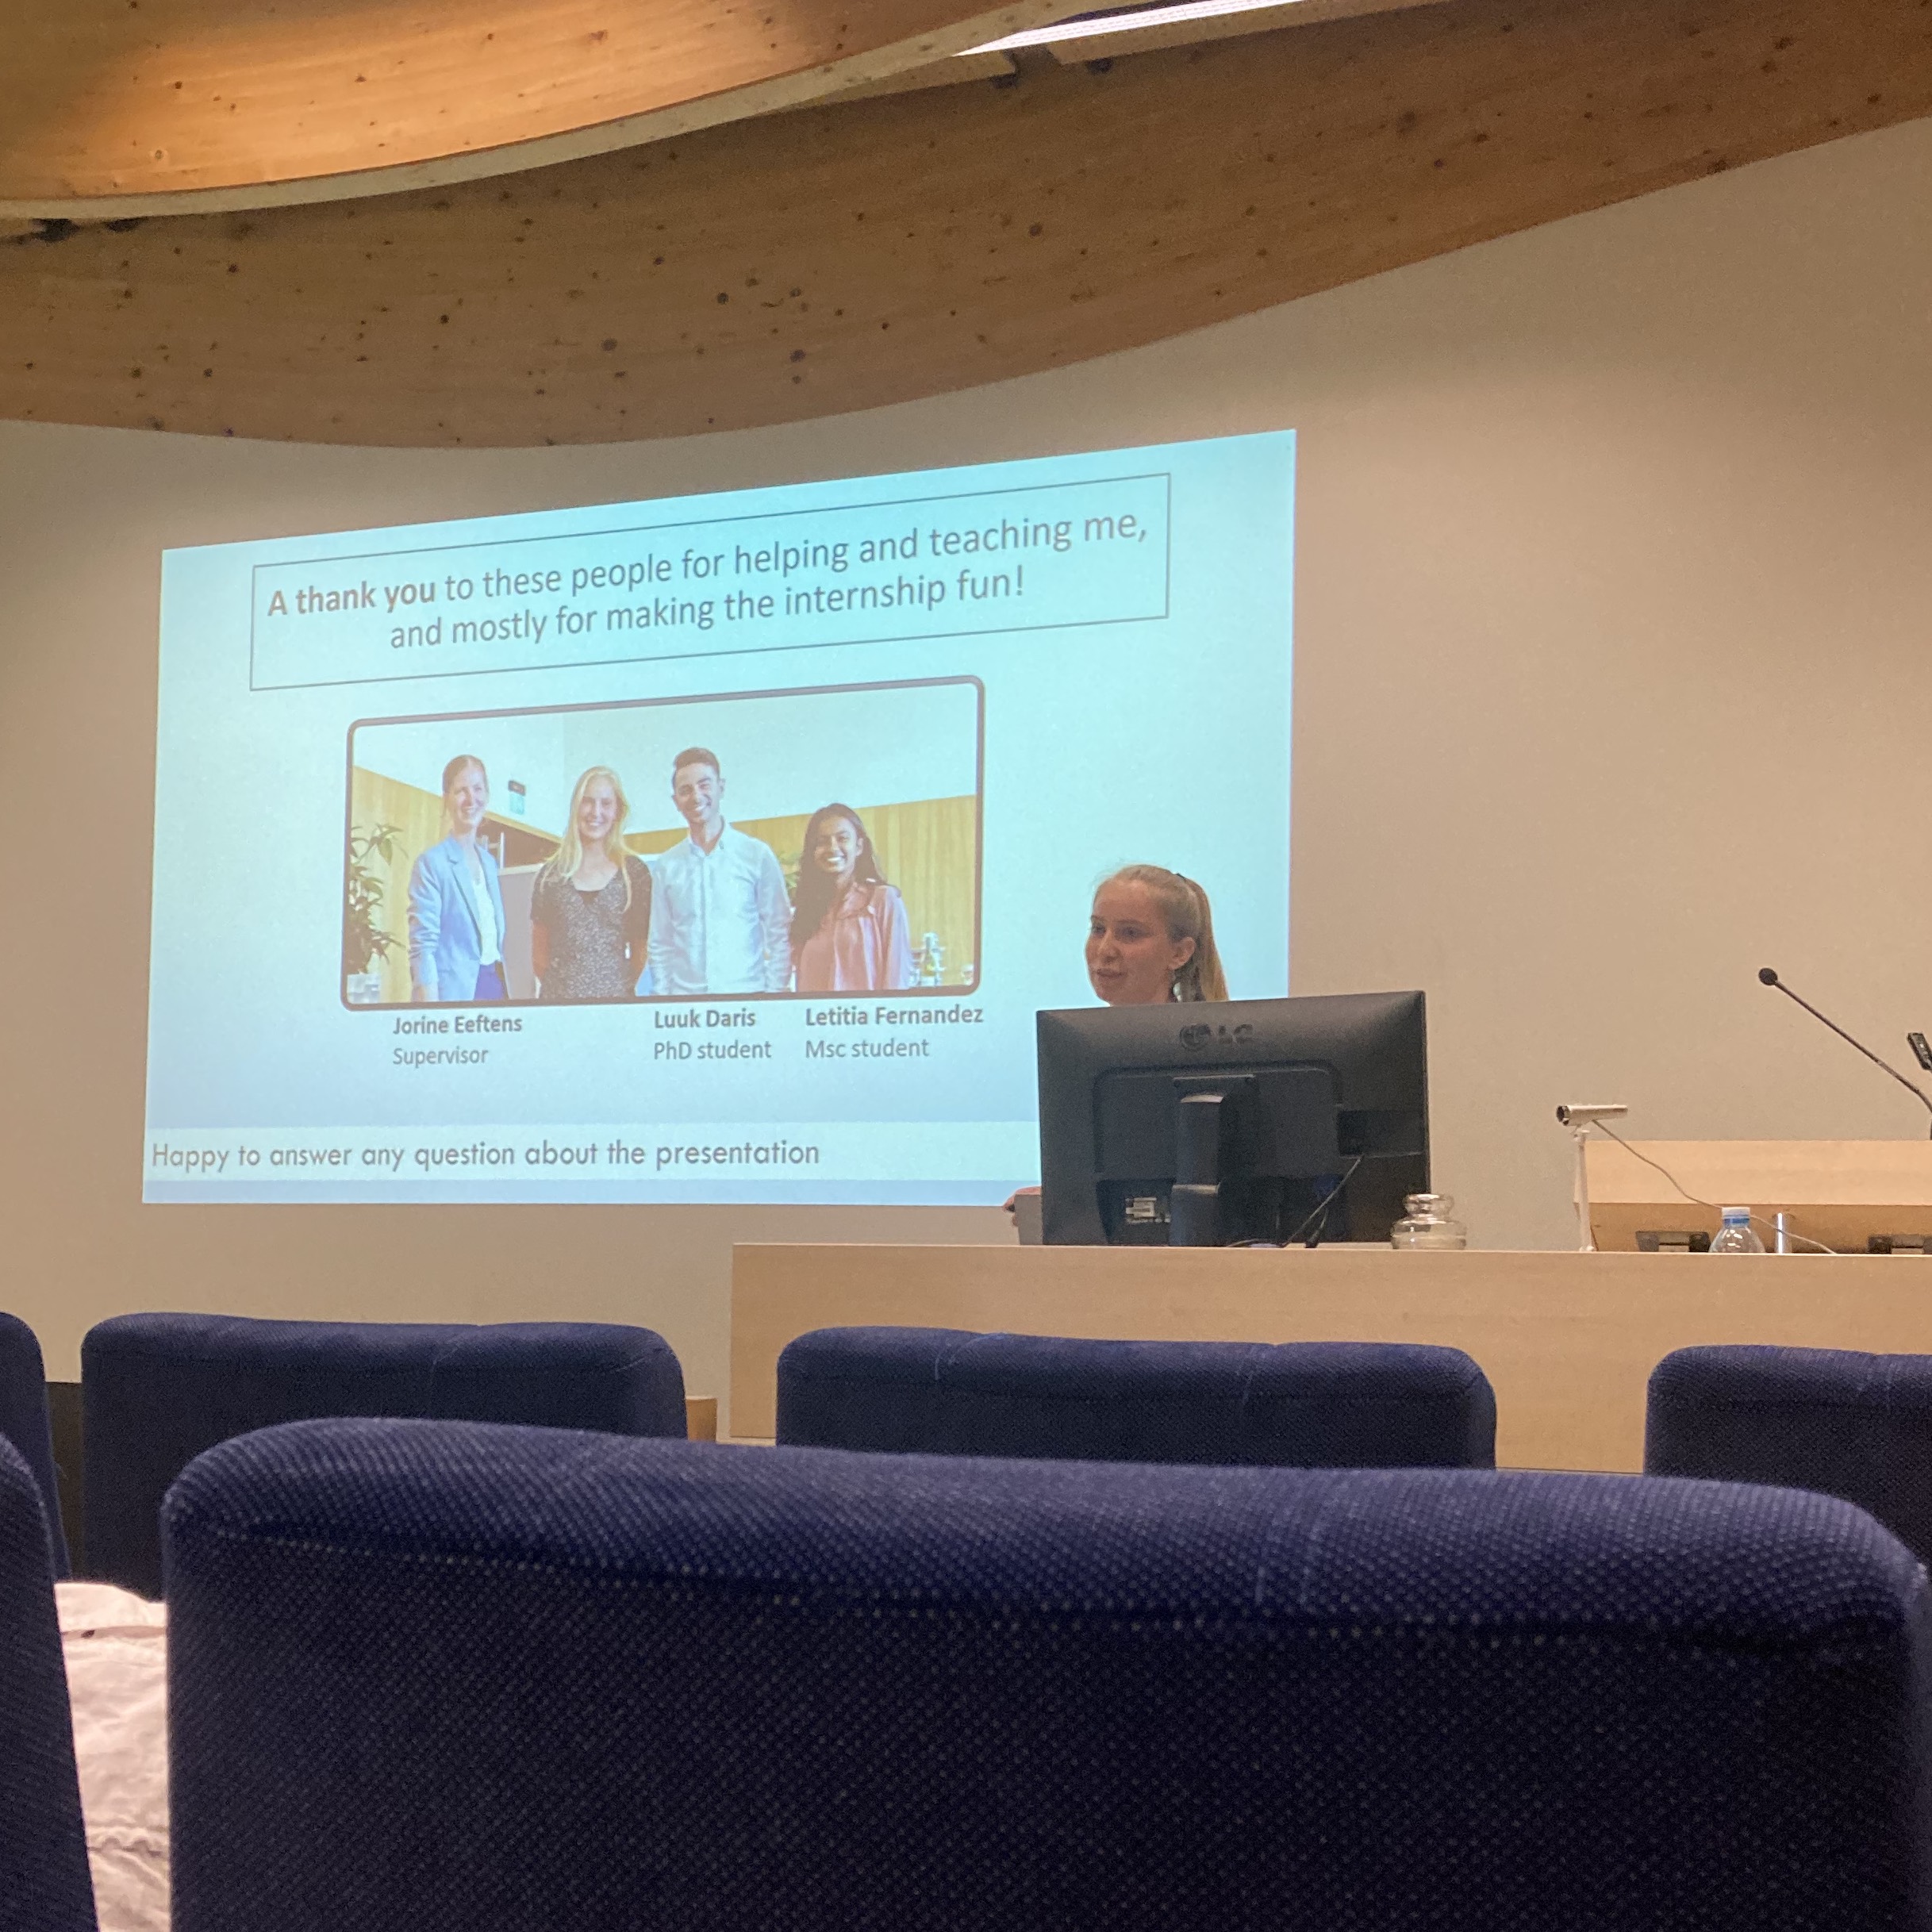 A thank you to these people for helping and teaching me,
and mostly for making the internship fun!
Jorine Eeftens
Supervisor
Luuk Daris
PhD student
Letitia Fernandez
Msc student
Happy to answer any question about the presentation
LG